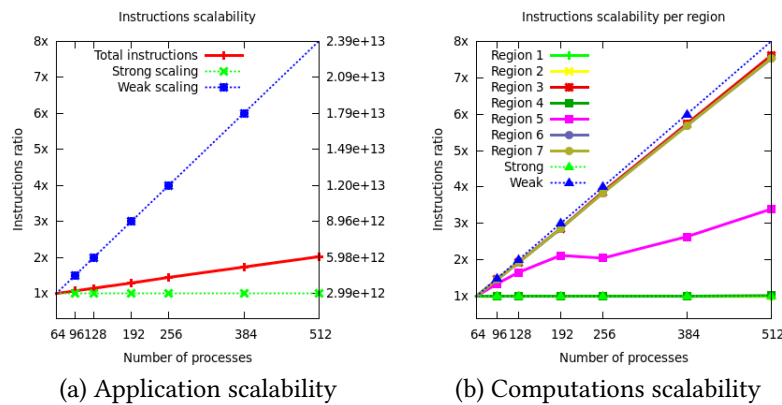 Instructions scalability
8x
7x
6x
5x
4x
3x
2x
1x
2.39e+13
2.09e+13
1.79e+13
1.49e+13
1.20e+13
8.96e+12
5.98e+12
2.99e+12
Total instructions
Strong scaling
Weak scaling
Instructions ratio
64 96 128 192 256 384 512
Number of processes
(a) Application scalability
Instructions scalability per region
8x
7x
6x
5x
4x
3x
2x
1x
Region 1
Region 2
Region 3
Region 4
Region 5
Region 6
Region 7
Strong
Weak
Instructions ratio
64 96 128 192 256 384 512
Number of processes
(b) Computations scalability